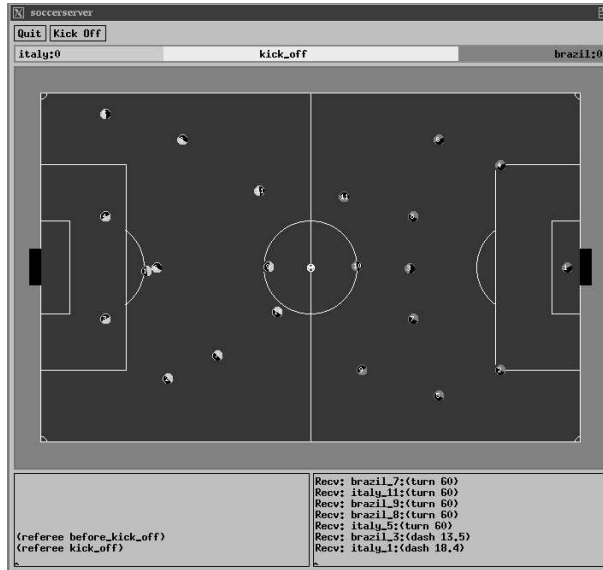 soccerserver
Quit Kick Off
italy:0 kick_off brazil:0
(referee before_kick_off)
(referee kick_off)
Recv: brazil_7:(turn 60)
Recv: italy_11:(turn 60)
Recv: brazil_9:(turn 60)
Recv: brazil_8:(turn 60)
Recv: italy_5:(turn 60)
Recv: brazil_3:(dash 13.5)
Recv: italy_1:(dash 18.4)